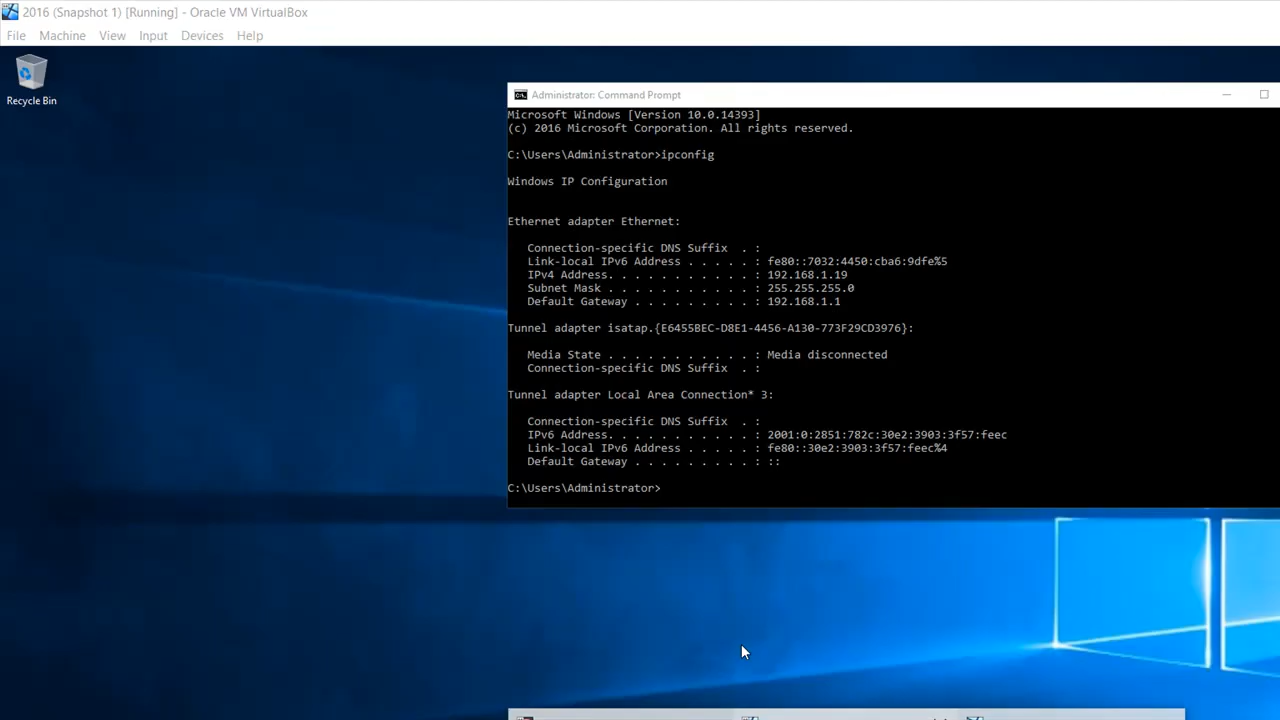 2016 (Snapshot 1) [Running] - Oracle VM VirtualBox
File Machine View Input Devices Help
Recycle Bin
Administrator: Command Prompt
Microsoft Windows [Version 10.0.14393]
(c) 2016 Microsoft Corporation. All rights reserved.
C:\Users\Administrator>ipconfig
Windows IP Configuration
Ethernet adapter Ethernet:
Connection-specific DNS Suffix . :
Link-local IPv6 Address . . . . . : fe80::7032:4450:cba6:9dfe%5
IPv4 Address. . . . . . . . . . . : 192.168.1.19
Subnet Mask . . . . . . . . . . . : 255.255.255.0
Default Gateway . . . . . . . . . : 192.168.1.1
Tunnel adapter isatap.{E6455BEC-D8E1-4456-A130-773F29CD3976}:
Media State . . . . . . . . . . . : Media disconnected
Connection-specific DNS Suffix . :
Tunnel adapter Local Area Connection* 3:
Connection-specific DNS Suffix . :
IPv6 Address. . . . . . . . . . . : 2001:0:2851:782c:30e2:3903:3f57:feec
Link-local IPv6 Address . . . . . : fe80::30e2:3903:3f57:feec%4
Default Gateway . . . . . . . . . : ::
C:\Users\Administrator>